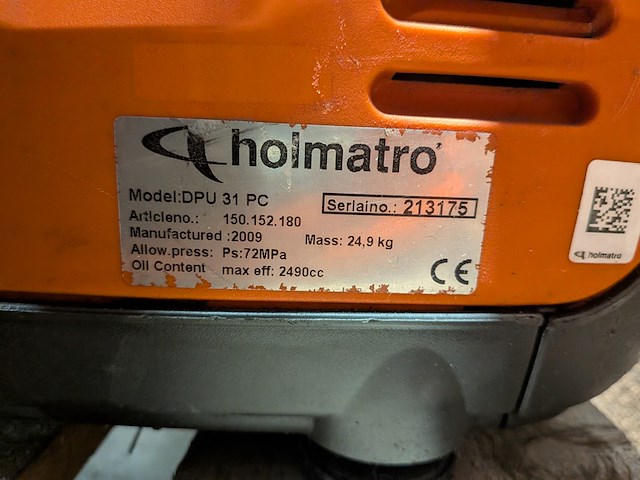 holmatro
Model:DPU 31 PC
Serlaino.: 213175
Articleno.: 150.152.180
Manufactured :2009
Mass: 24,9 kg
Allow.press: Ps:72MPa
Oil Content max eff: 2490cc
CE
holmatro